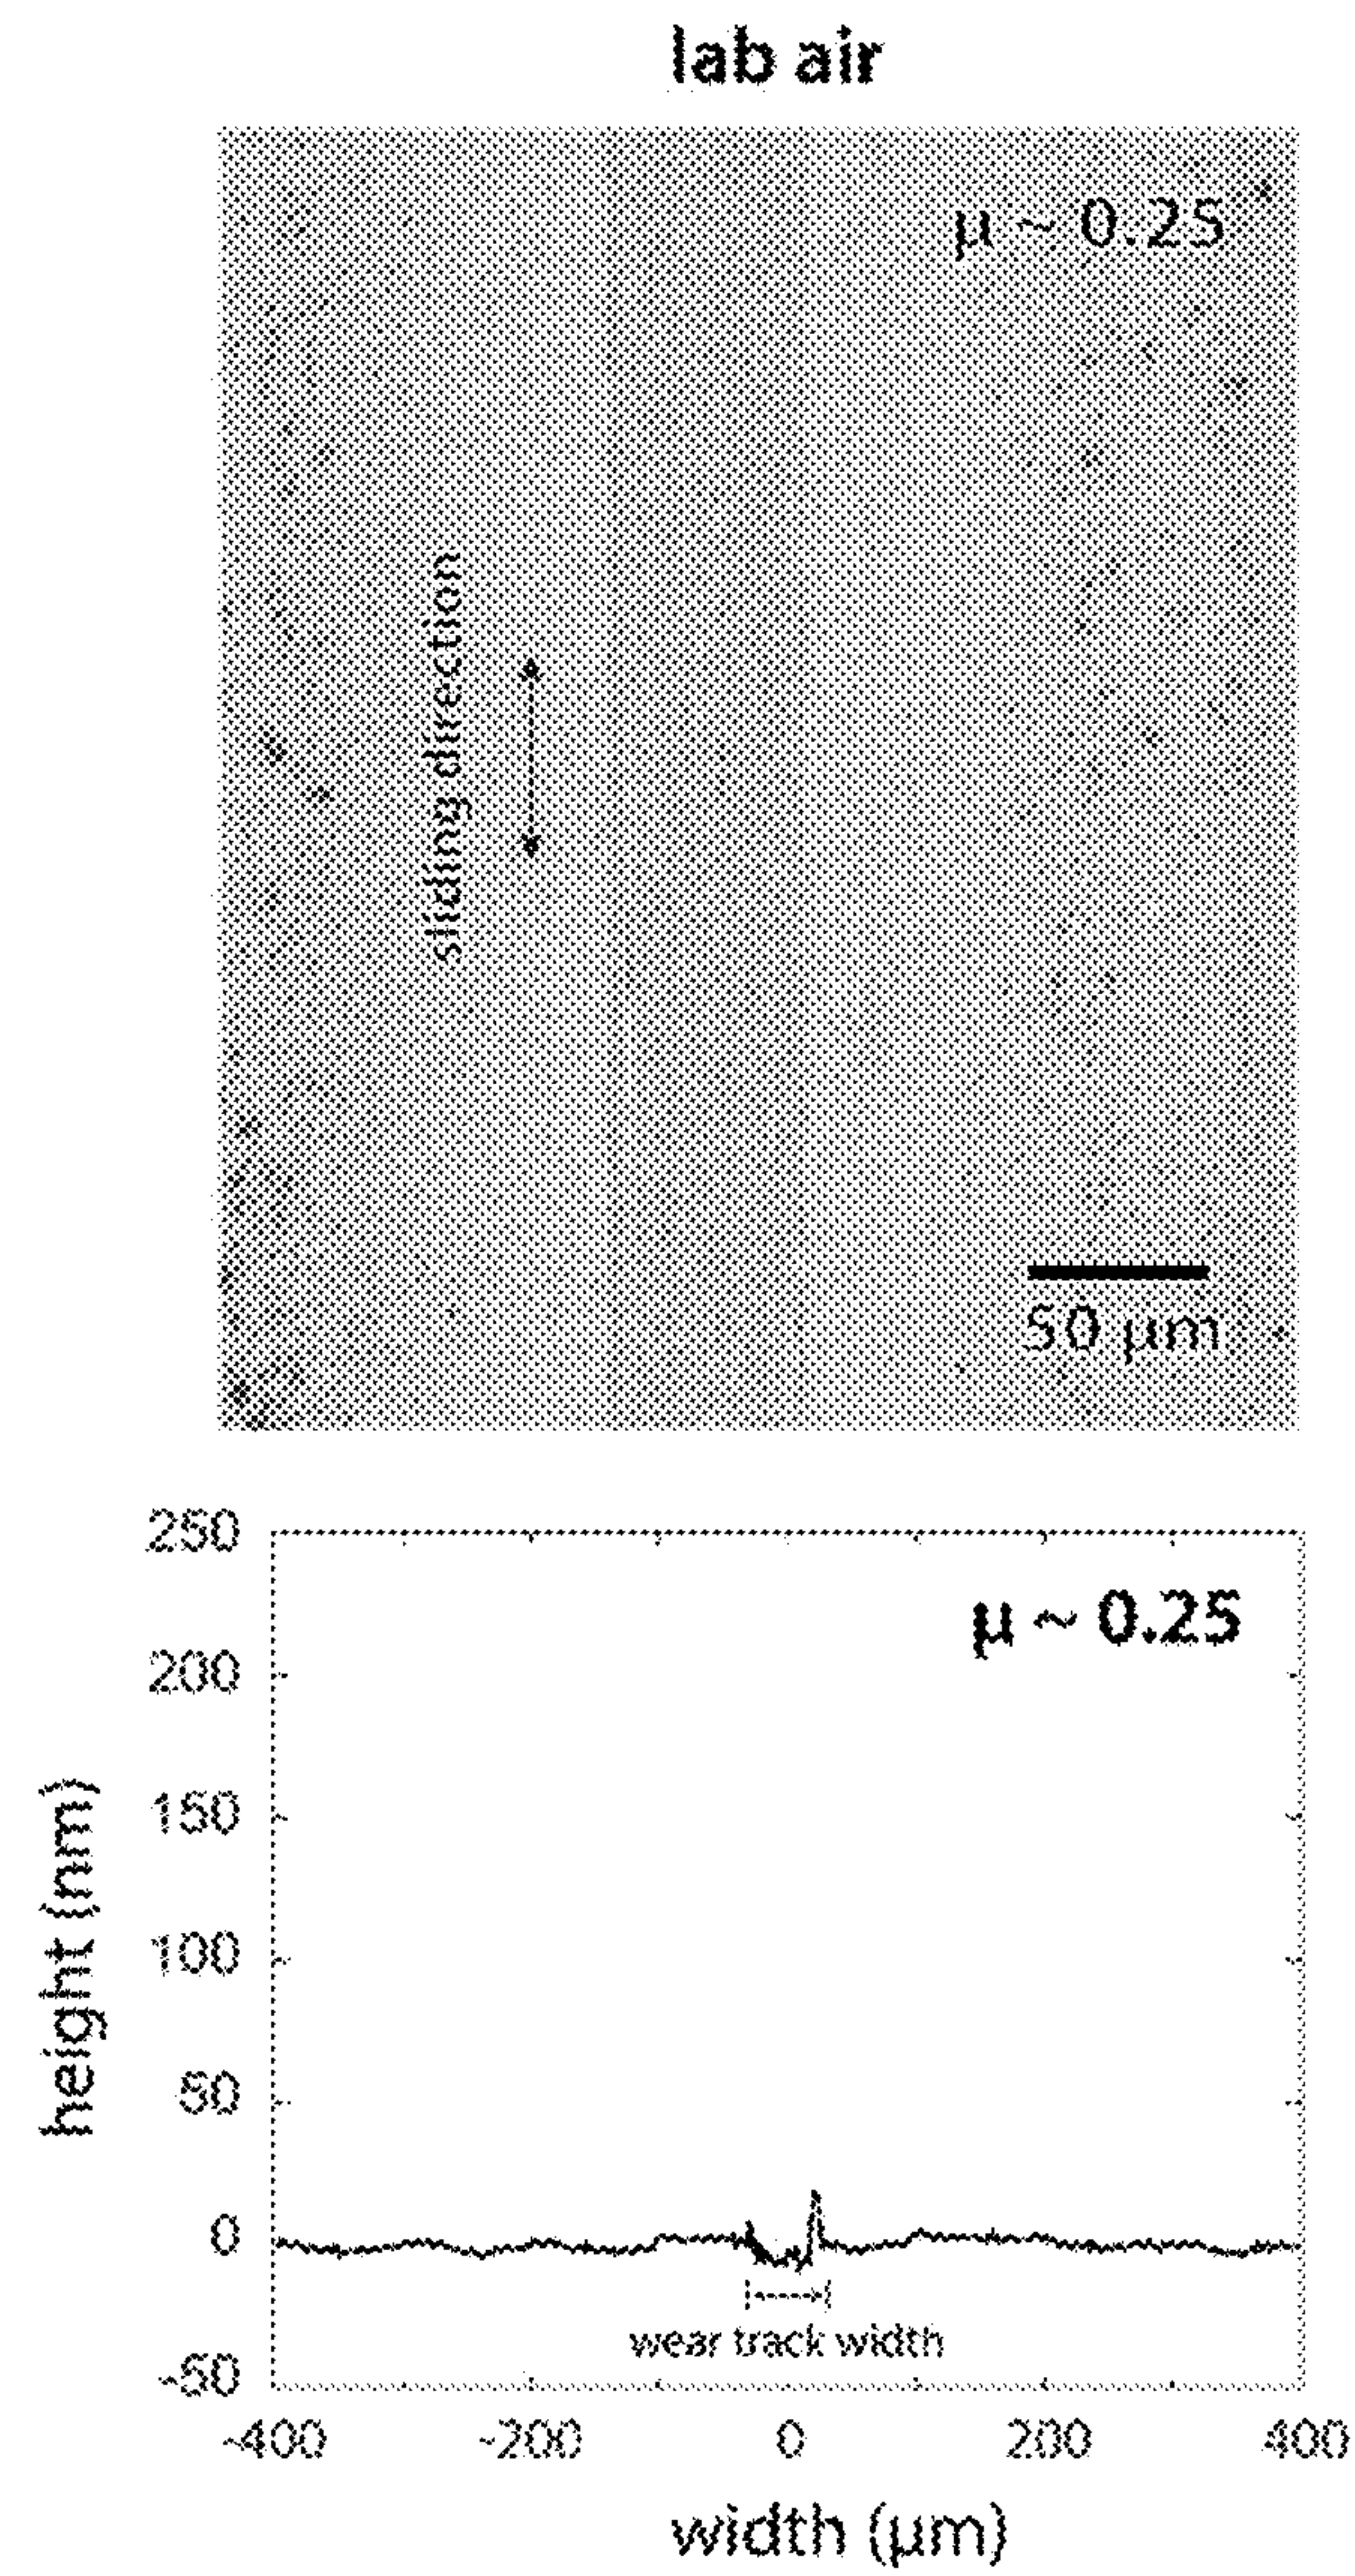 lab air
μ ~ 0.25
sliding direction
50 μm
250
μ ~ 0.25
200
150
100
50
0
-50
height (nm)
wear track width
-400 -200 0 200 400
width (μm)